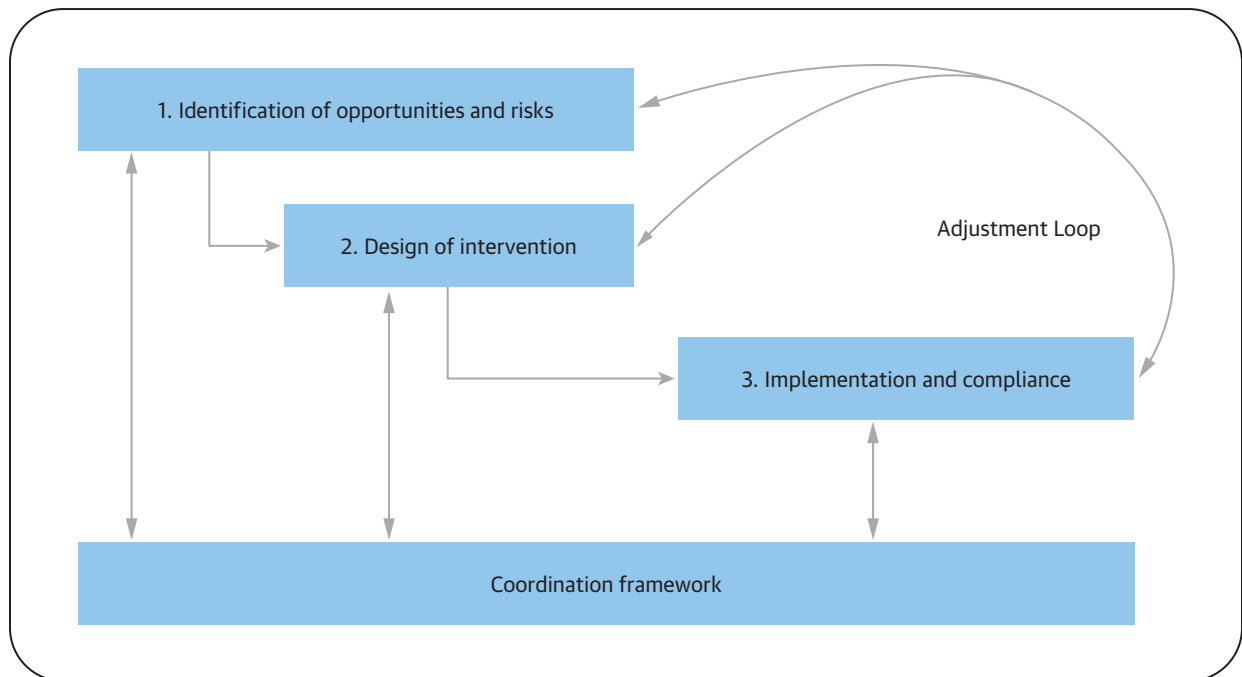 1. Identification of opportunities and risks
2. Design of intervention
Adjustment Loop
3. Implementation and compliance
Coordination framework